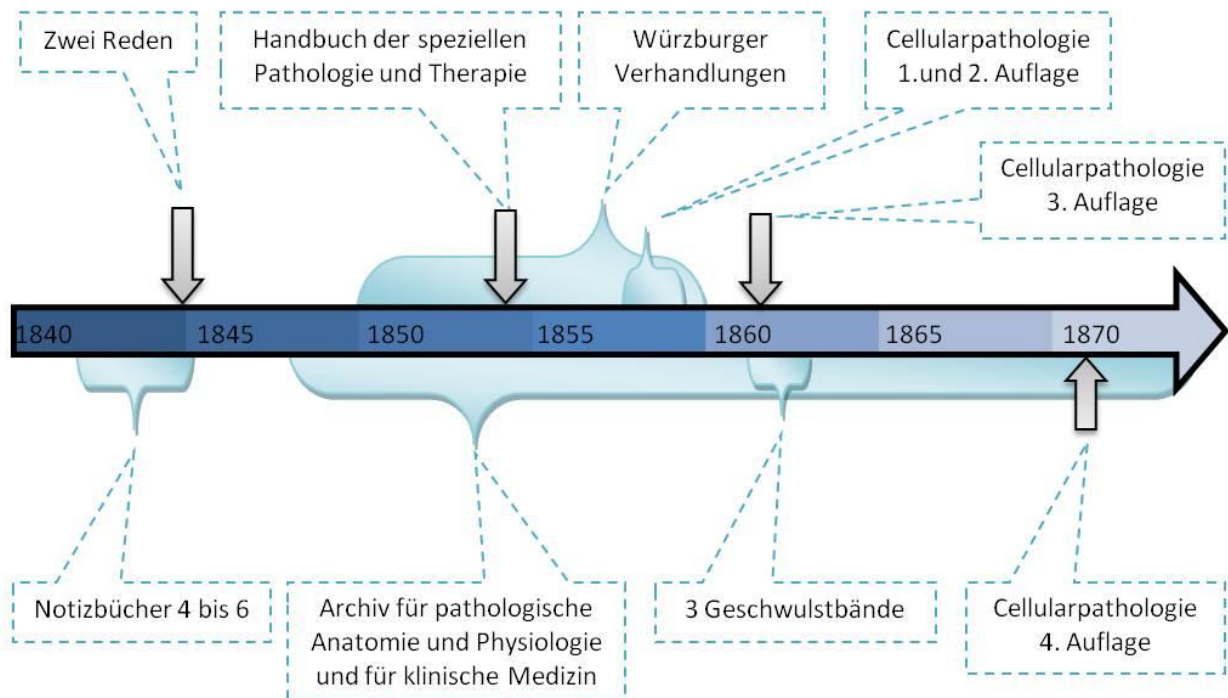 Zwei Reden
Handbuch der speziellen
Pathologie und Therapie
Würzburger
Verhandlungen
Cellularpathologie
1.und 2. Auflage
Cellularpathologie
3. Auflage
1840
1845
1850
1855
1860
1865
1870
Notizbücher 4 bis 6
Archiv für pathologische
Anatomie und Physiologie
und für klinische Medizin
3 Geschwulstbände
Cellularpathologie
4. Auflage